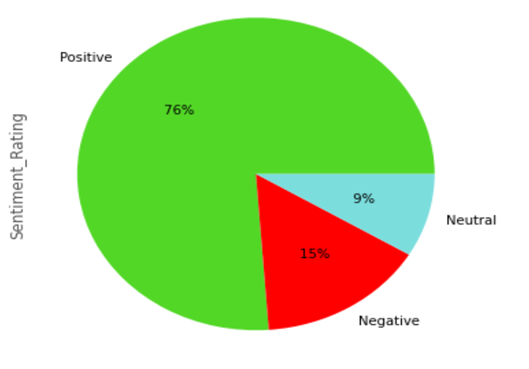 Positive
76%
Sentiment_Rating
9%
Neutral
15%
Negative